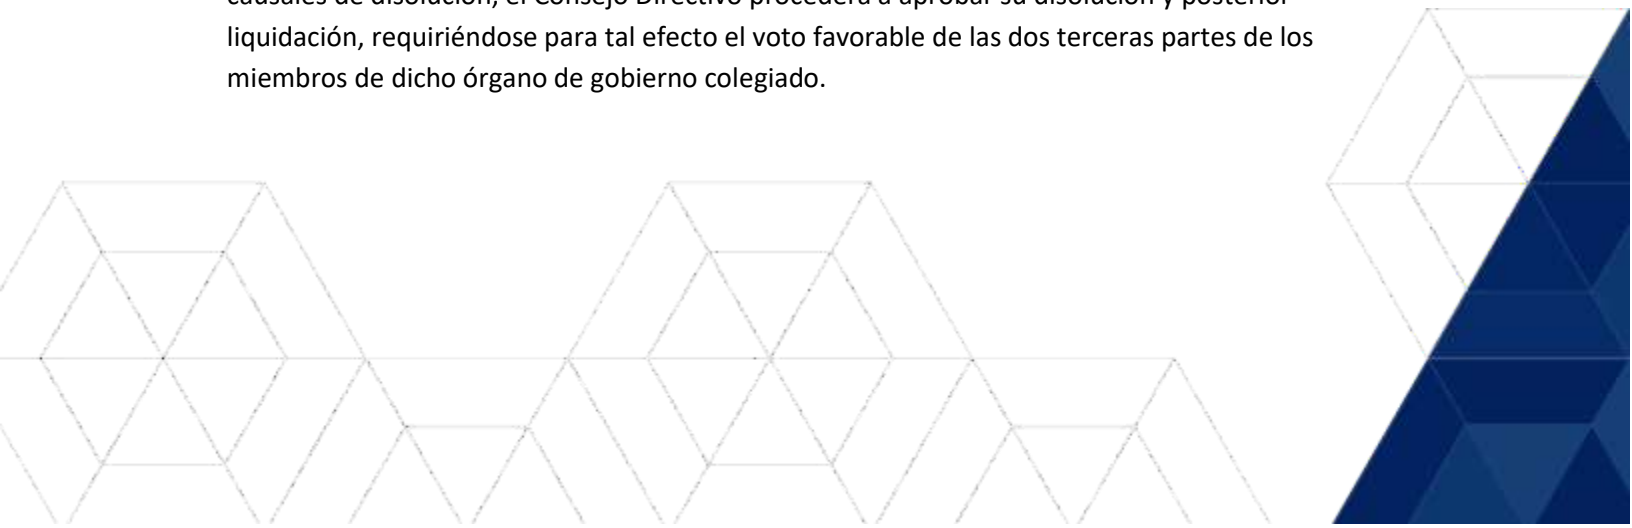 causales de disolución, el Consejo Directivo procederá a aprobar su disolución y posterior
liquidación, requiriéndose para tal efecto el voto favorable de las dos terceras partes de los
miembros de dicho órgano de gobierno colegiado.